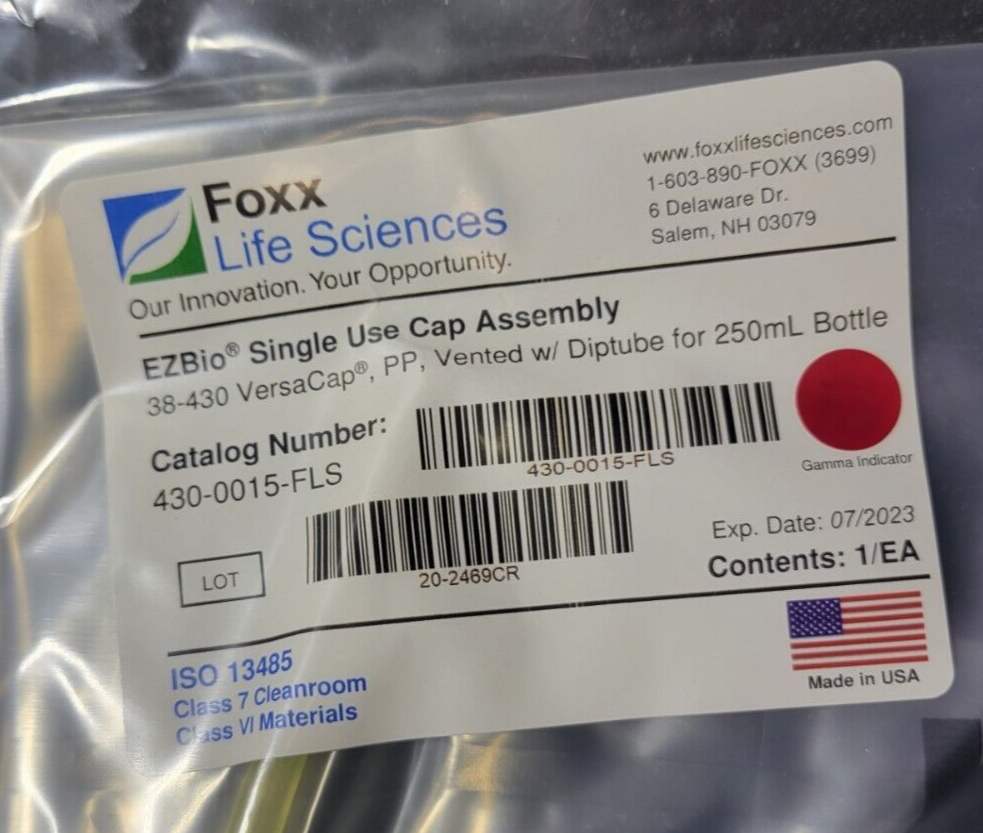 Foxx
Life Sciences
Our Innovation. Your Opportunity.
www.foxxlifesciences.com
1-603-890-FOXX (3699)
6 Delaware Dr.
Salem, NH 03079
EZBio® Single Use Cap Assembly
38-430 VersaCap®, PP, Vented w/ Diptube for 250mL Bottle
Catalog Number:
430-0015-FLS
430-0015-FLS
Gamma Indicator
LOT
20-2469CR
Exp. Date: 07/2023
Contents: 1/EA
ISO 13485
Class 7 Cleanroom
Class VI Materials
Made in USA